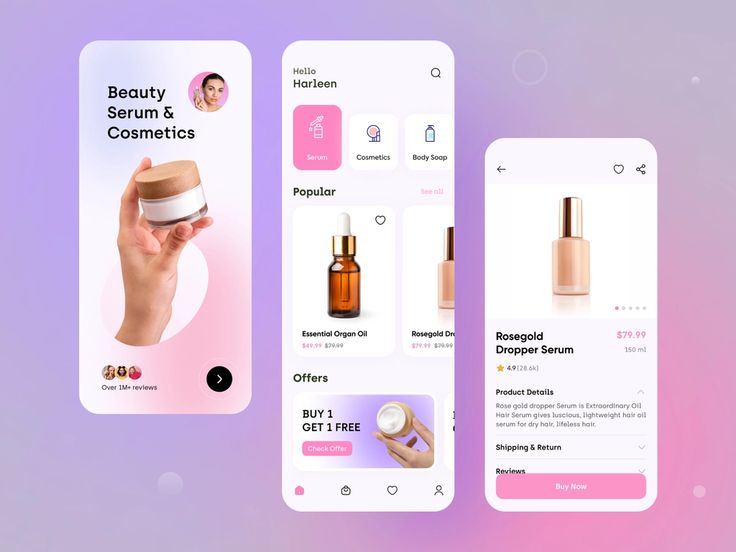 Beauty
Serum &
Cosmetics
Over 1M+ reviews
Hello
Harleen
Serum
Cosmetics
Body Soap
Popular
See all
Essential Organ Oil
$49.99 $79.99
Rosegold Dro
$79.99 $99.99
Offers
BUY 1
GET 1 FREE
Check Offer
Rosegold
Dropper Serum
$79.99
150 ml
4.9 (28.6k)
Product Details
Rose gold dropper Serum is Extraordinary Oil
Hair Serum gives luscious, lightweight hair oil
serum for dry hair, lifeless hair.
Shipping & Return
Reviews
Buy Now